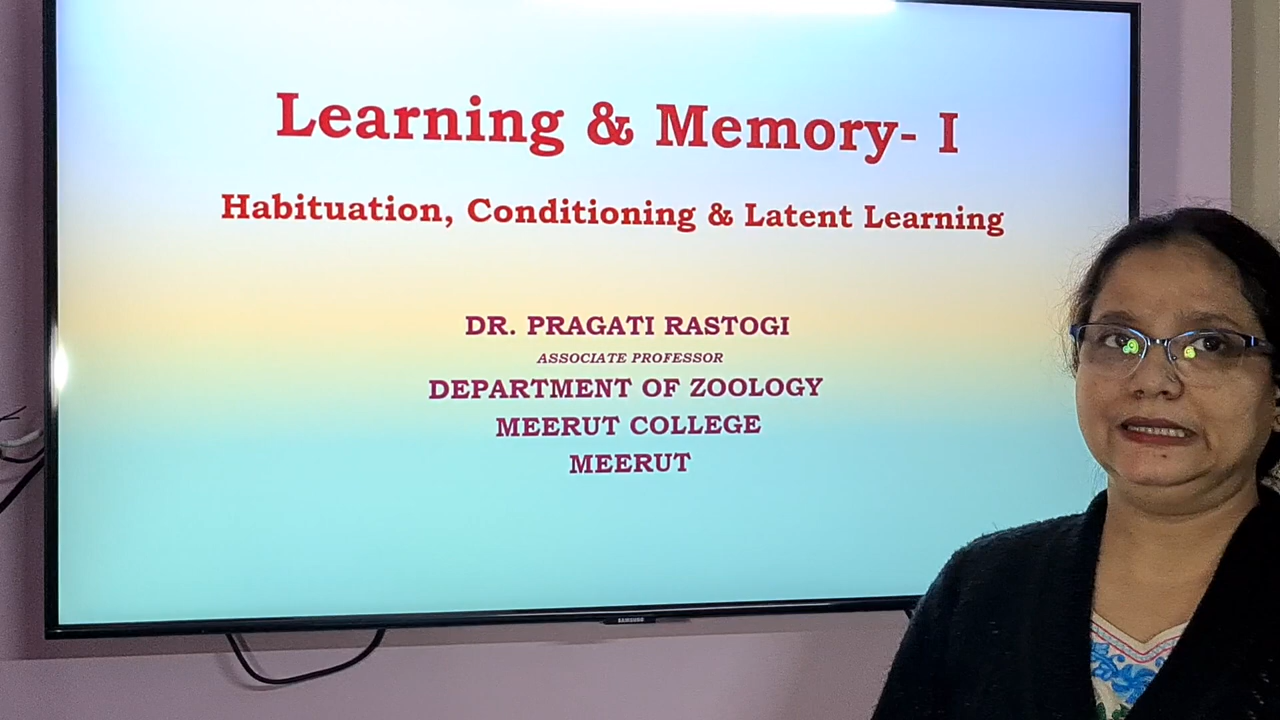 Learning & Memory- I
Habituation, Conditioning & Latent Learning
DR. PRAGATI RASTOGI
ASSOCIATE PROFESSOR
DEPARTMENT OF ZOOLOGY
MEERUT COLLEGE
MEERUT
SAMSUNG